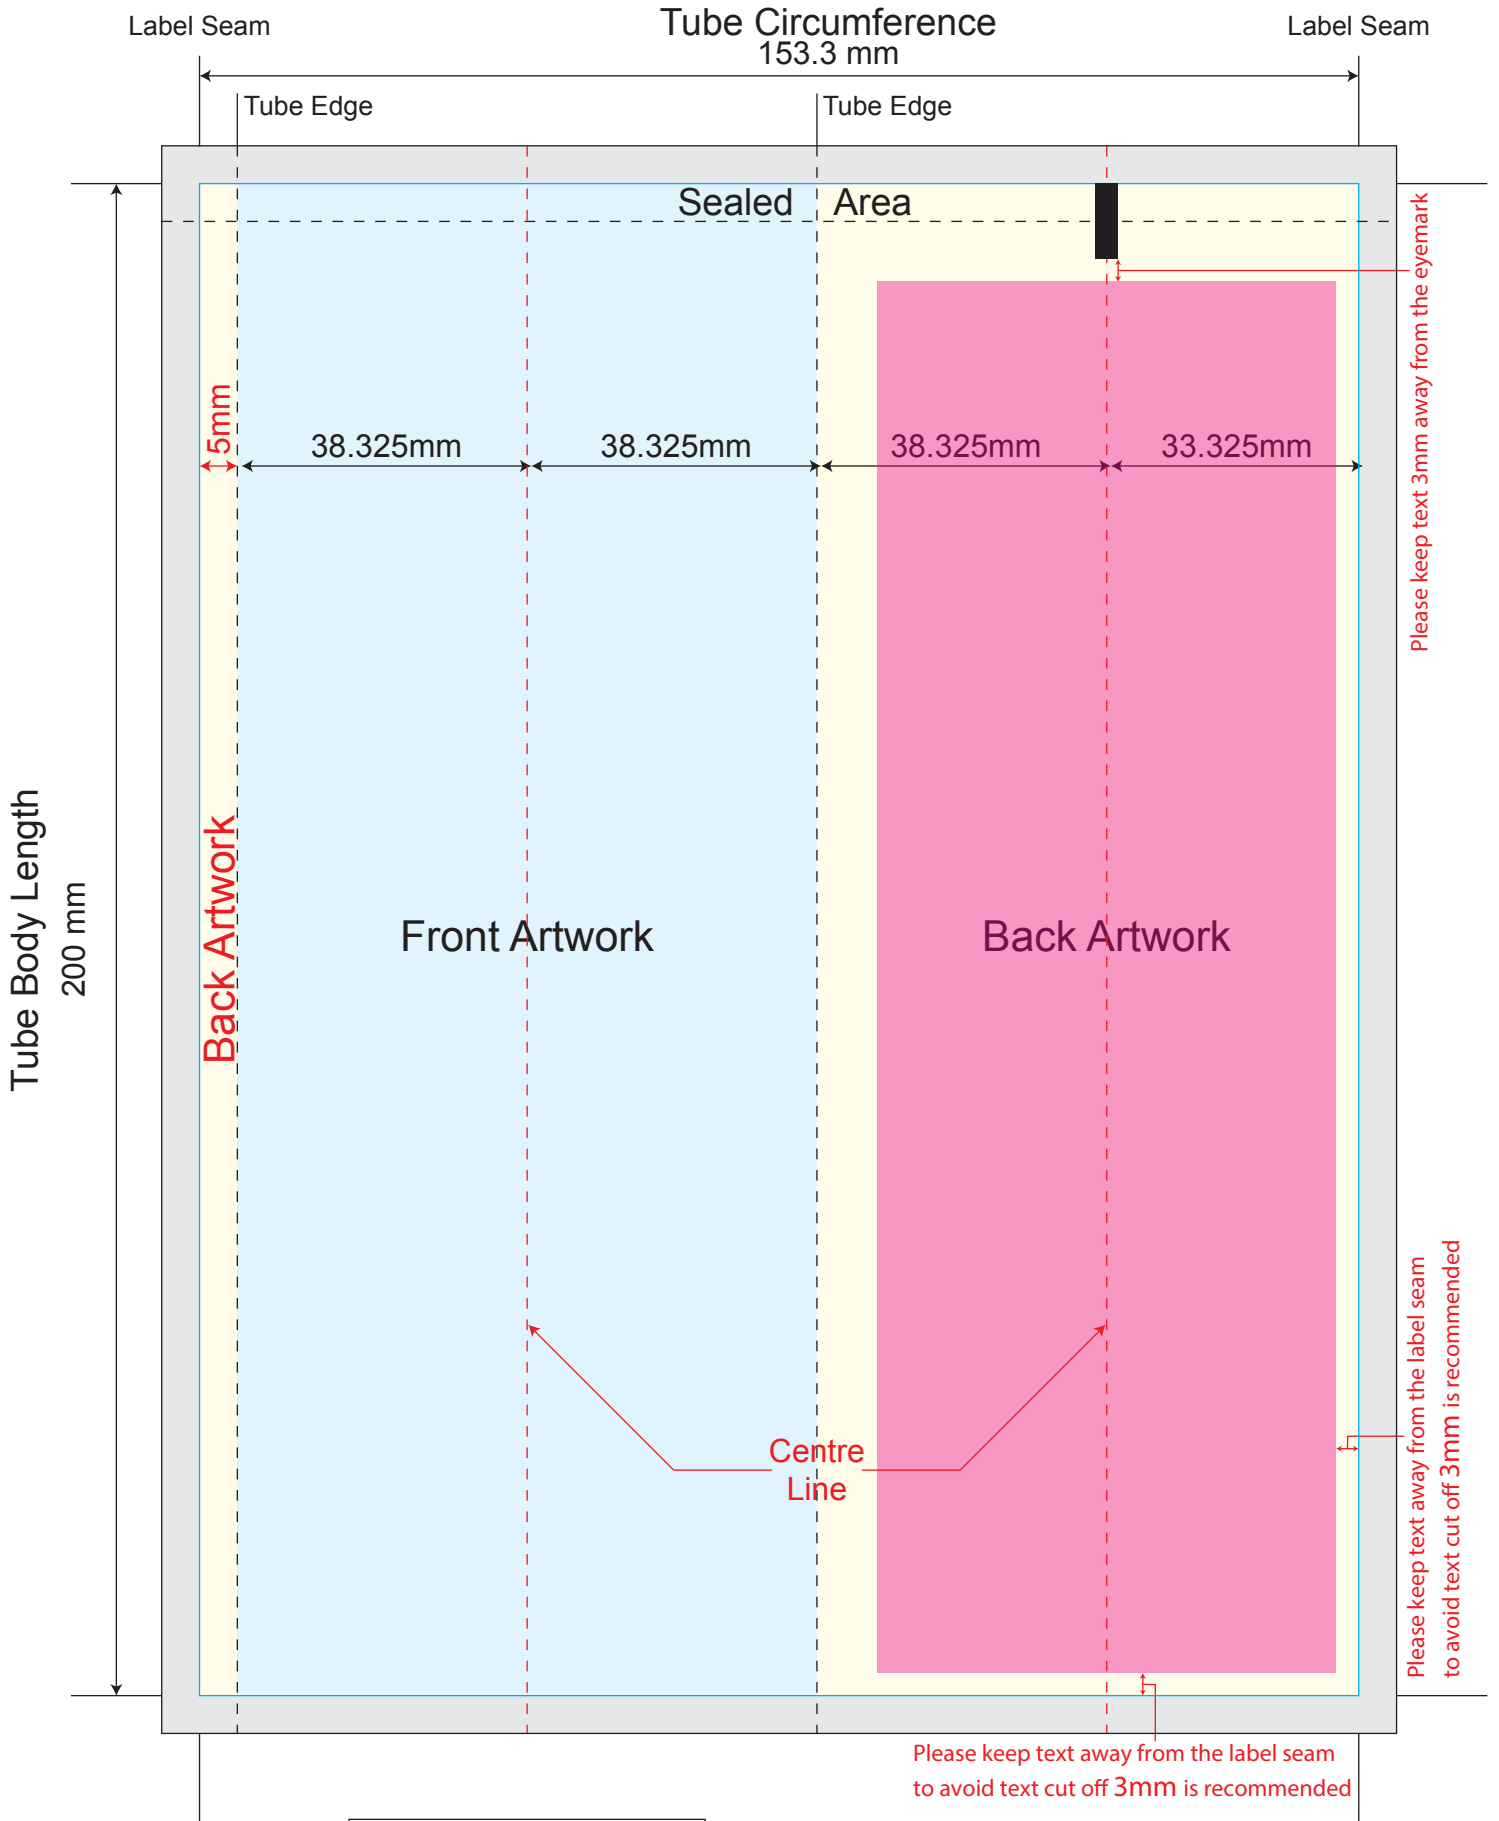 Tube Circumference
Label Seam
Label Seam
153.3 mm
Tube Edge
Tube Edge
Sealed Area
Please keep text 3mm away from the eyemark
5mm
38.325mm
38.325mm
38.325mm
33.325mm
Tube Body Length
200 mm
Back Artwork
Front Artwork
Back Artwork
Centre
Line
Please keep text away from the label seam
to avoid text cut off 3mm is recommended
Please keep text away from the label seam
to avoid text cut off 3mm is recommended